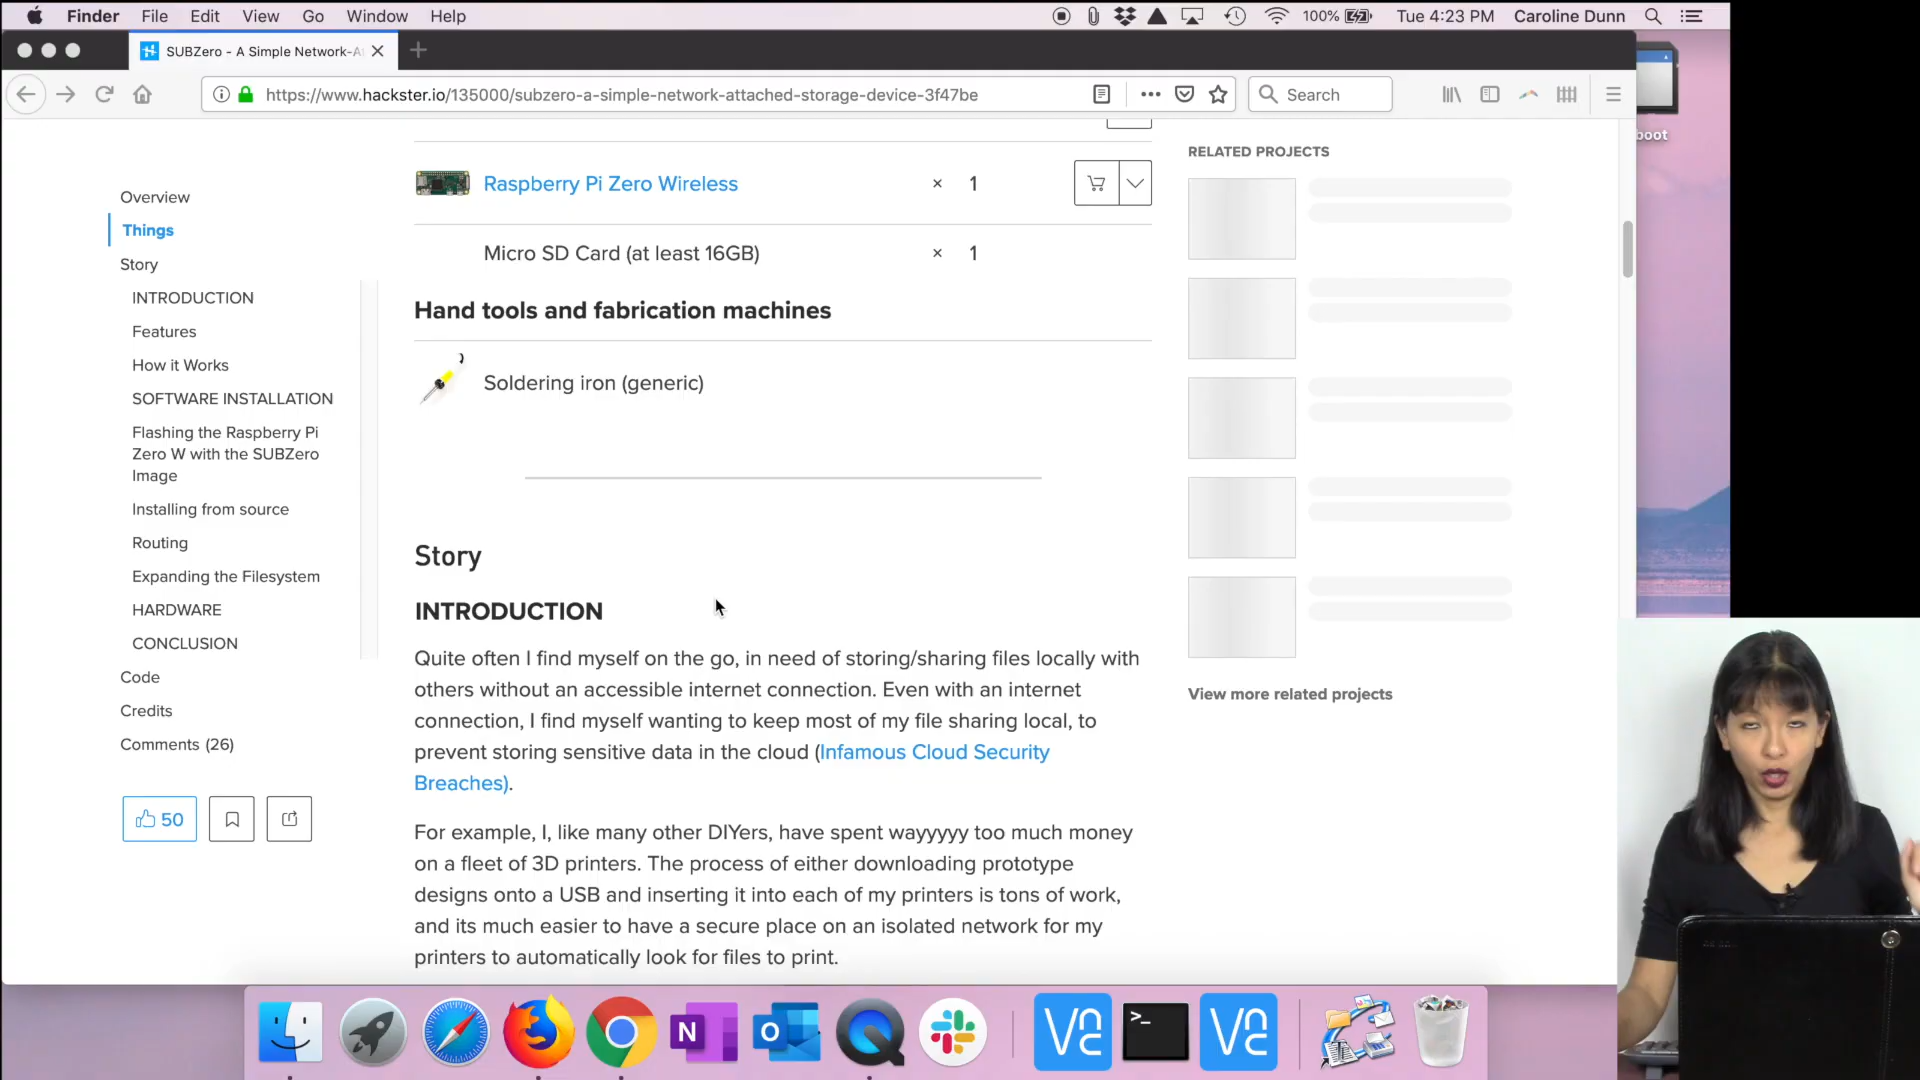 Finder File Edit View Go Window Help
100% Tue 4:23 PM Caroline Dunn
SUBZero - A Simple Network-A
https://www.hackster.io/135000/subzero-a-simple-network-attached-storage-device-3f47be
Search
boot
Overview
Things
Story
INTRODUCTION
Features
How it Works
SOFTWARE INSTALLATION
Flashing the Raspberry Pi
Zero W with the SUBZero
Image
Installing from source
Routing
Expanding the Filesystem
HARDWARE
CONCLUSION
Code
Credits
Comments (26)
50
Raspberry Pi Zero Wireless × 1
Micro SD Card (at least 16GB) × 1
Hand tools and fabrication machines
Soldering iron (generic)
Story
INTRODUCTION
Quite often I find myself on the go, in need of storing/sharing files locally with
others without an accessible internet connection. Even with an internet
connection, I find myself wanting to keep most of my file sharing local, to
prevent storing sensitive data in the cloud (Infamous Cloud Security
Breaches).
For example, I, like many other DIYers, have spent wayyyyy too much money
on a fleet of 3D printers. The process of either downloading prototype
designs onto a USB and inserting it into each of my printers is tons of work,
and its much easier to have a secure place on an isolated network for my
printers to automatically look for files to print.
RELATED PROJECTS
View more related projects
N
O
VC
>_
VC